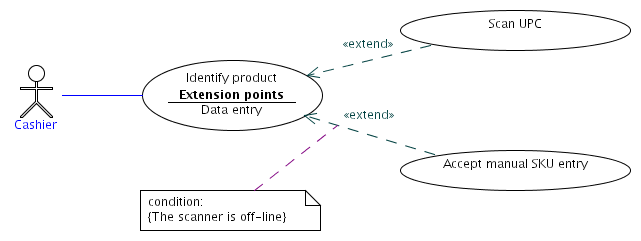 Scan UPC
«extend»
Identify product
Extension points
Data entry
Cashier
«extend»
Accept manual SKU entry
condition:
{The scanner is off-line}